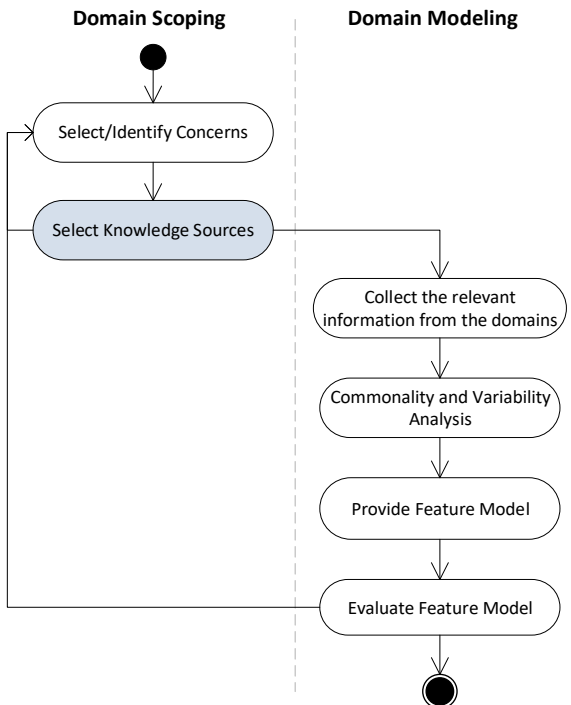 Domain Scoping
Domain Modeling
Select/Identify Concerns
Select Knowledge Sources
Collect the relevant
information from the domains
Commonality and Variability
Analysis
Provide Feature Model
Evaluate Feature Model